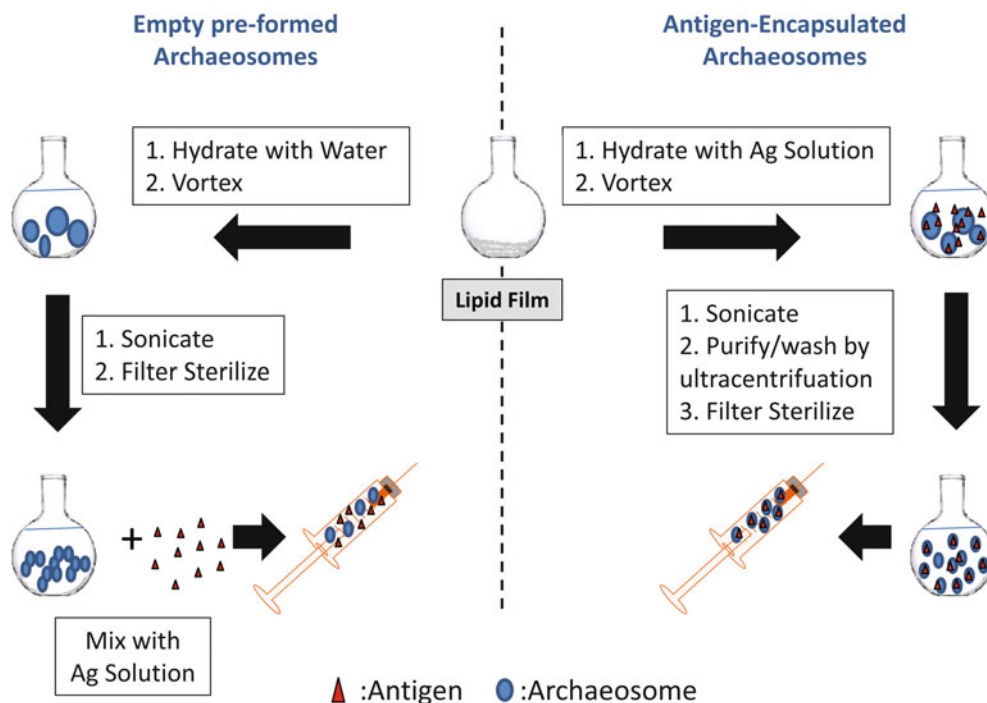 Empty pre-formed
Archaeosomes
Antigen-Encapsulated
Archaeosomes
1. Hydrate with Water
2. Vortex
1. Hydrate with Ag Solution
2. Vortex
Lipid Film
1. Sonicate
2. Filter Sterilize
1. Sonicate
2. Purify/wash by
ultracentrifuation
3. Filter Sterilize
+
Mix with
Ag Solution
:Antigen
:Archaeosome